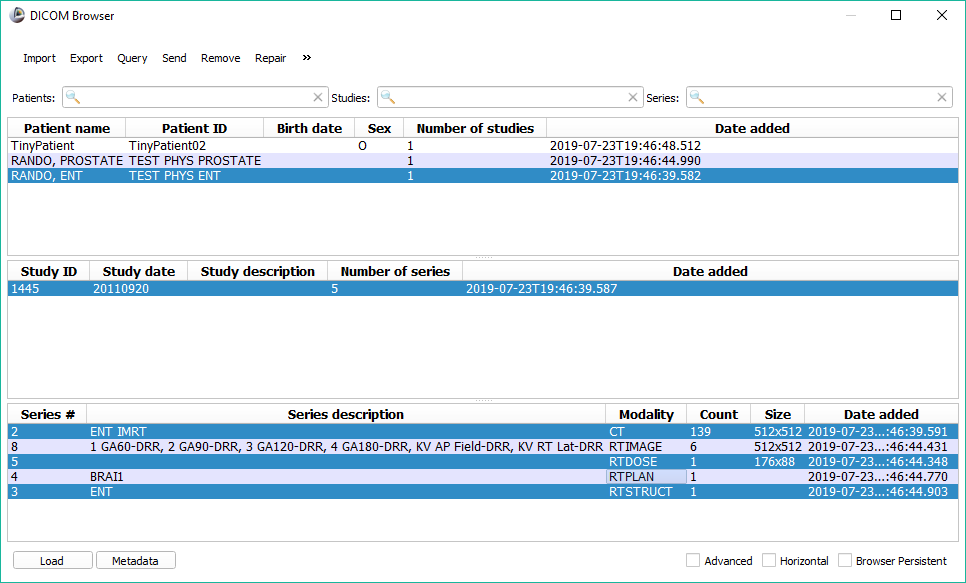 DICOM Browser
Import Export Query Send Remove Repair »
Patients: Studies: Series:
Patient name Patient ID Birth date Sex Number of studies Date added
TinyPatient TinyPatient02 O 1 2019-07-23T19:46:48.512
RANDO, PROSTATE TEST PHYS PROSTATE 1 2019-07-23T19:46:44.990
RANDO, ENT TEST PHYS ENT 1 2019-07-23T19:46:39.582
Study ID Study date Study description Number of series Date added
1445 20110920 5 2019-07-23T19:46:39.587
Series # Series description Modality Count Size Date added
2 ENT IMRT CT 139 512x512 2019-07-23...:46:39.591
8 1 GA60-DRR, 2 GA90-DRR, 3 GA120-DRR, 4 GA180-DRR, KV AP Field-DRR, KV RT Lat-DRR RTIMAGE 6 512x512 2019-07-23...:46:44.431
5 RTDOSE 1 176x88 2019-07-23...:46:44.348
4 BRAI1 RTPLAN 1 2019-07-23...:46:44.770
3 ENT RTSTRUCT 1 2019-07-23...:46:44.903
Load Metadata Advanced Horizontal Browser Persistent